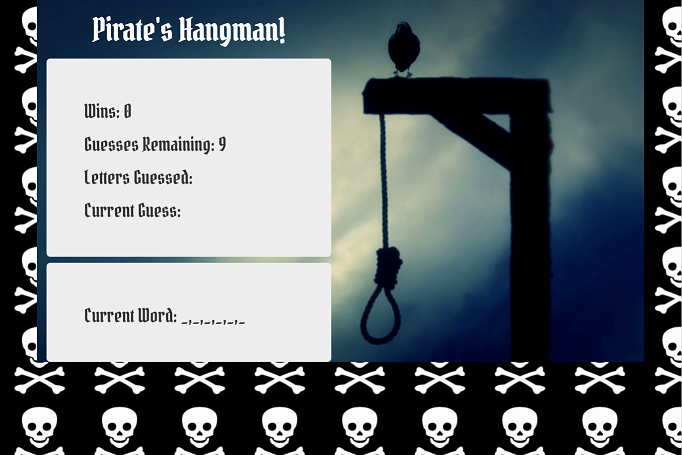 Pirate's Hangman!
Wins: 0
Guesses Remaining: 9
Letters Guessed:
Current Guess:
Current Word: _,_,_,_,_,_